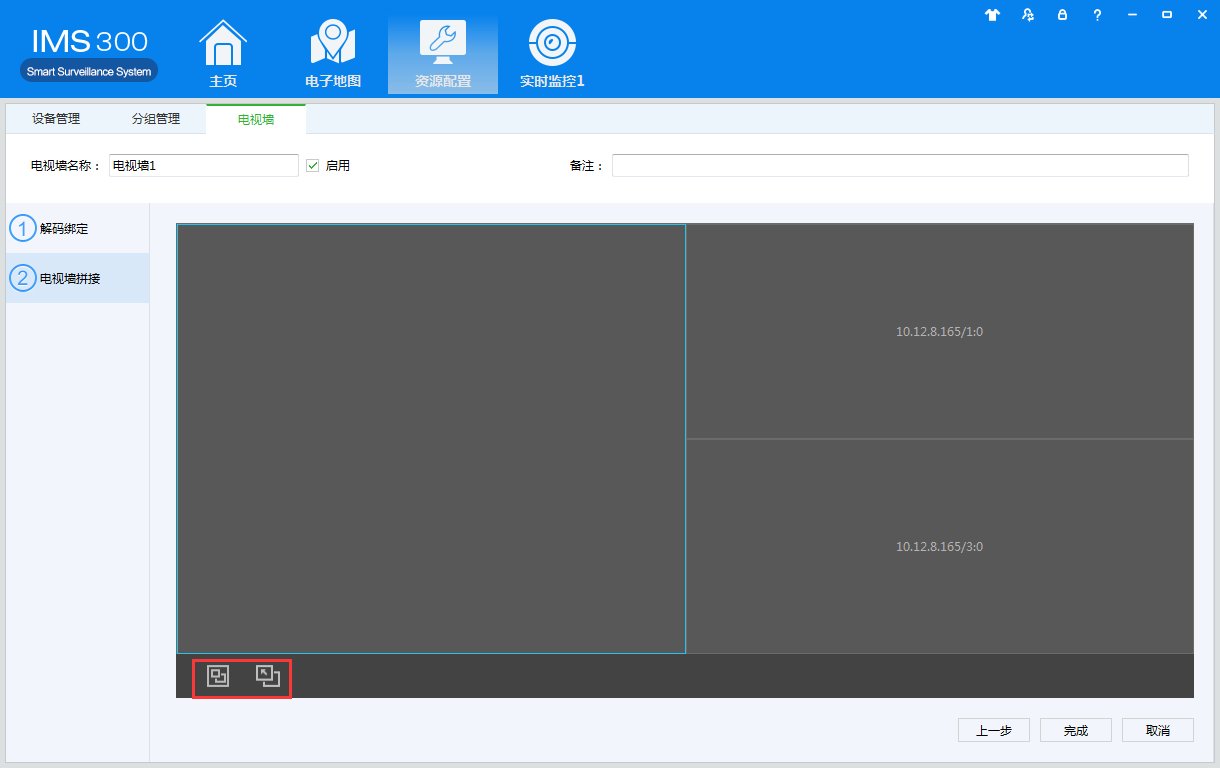 IMS 300
Smart Surveillance System
主页
电子地图
资源配置
实时监控1
设备管理
分组管理
电视墙
电视墙名称：
电视墙1
启用
备注：
1 解码绑定
2 电视墙拼接
10.12.8.165/1:0
10.12.8.165/3:0
上一步
完成
取消